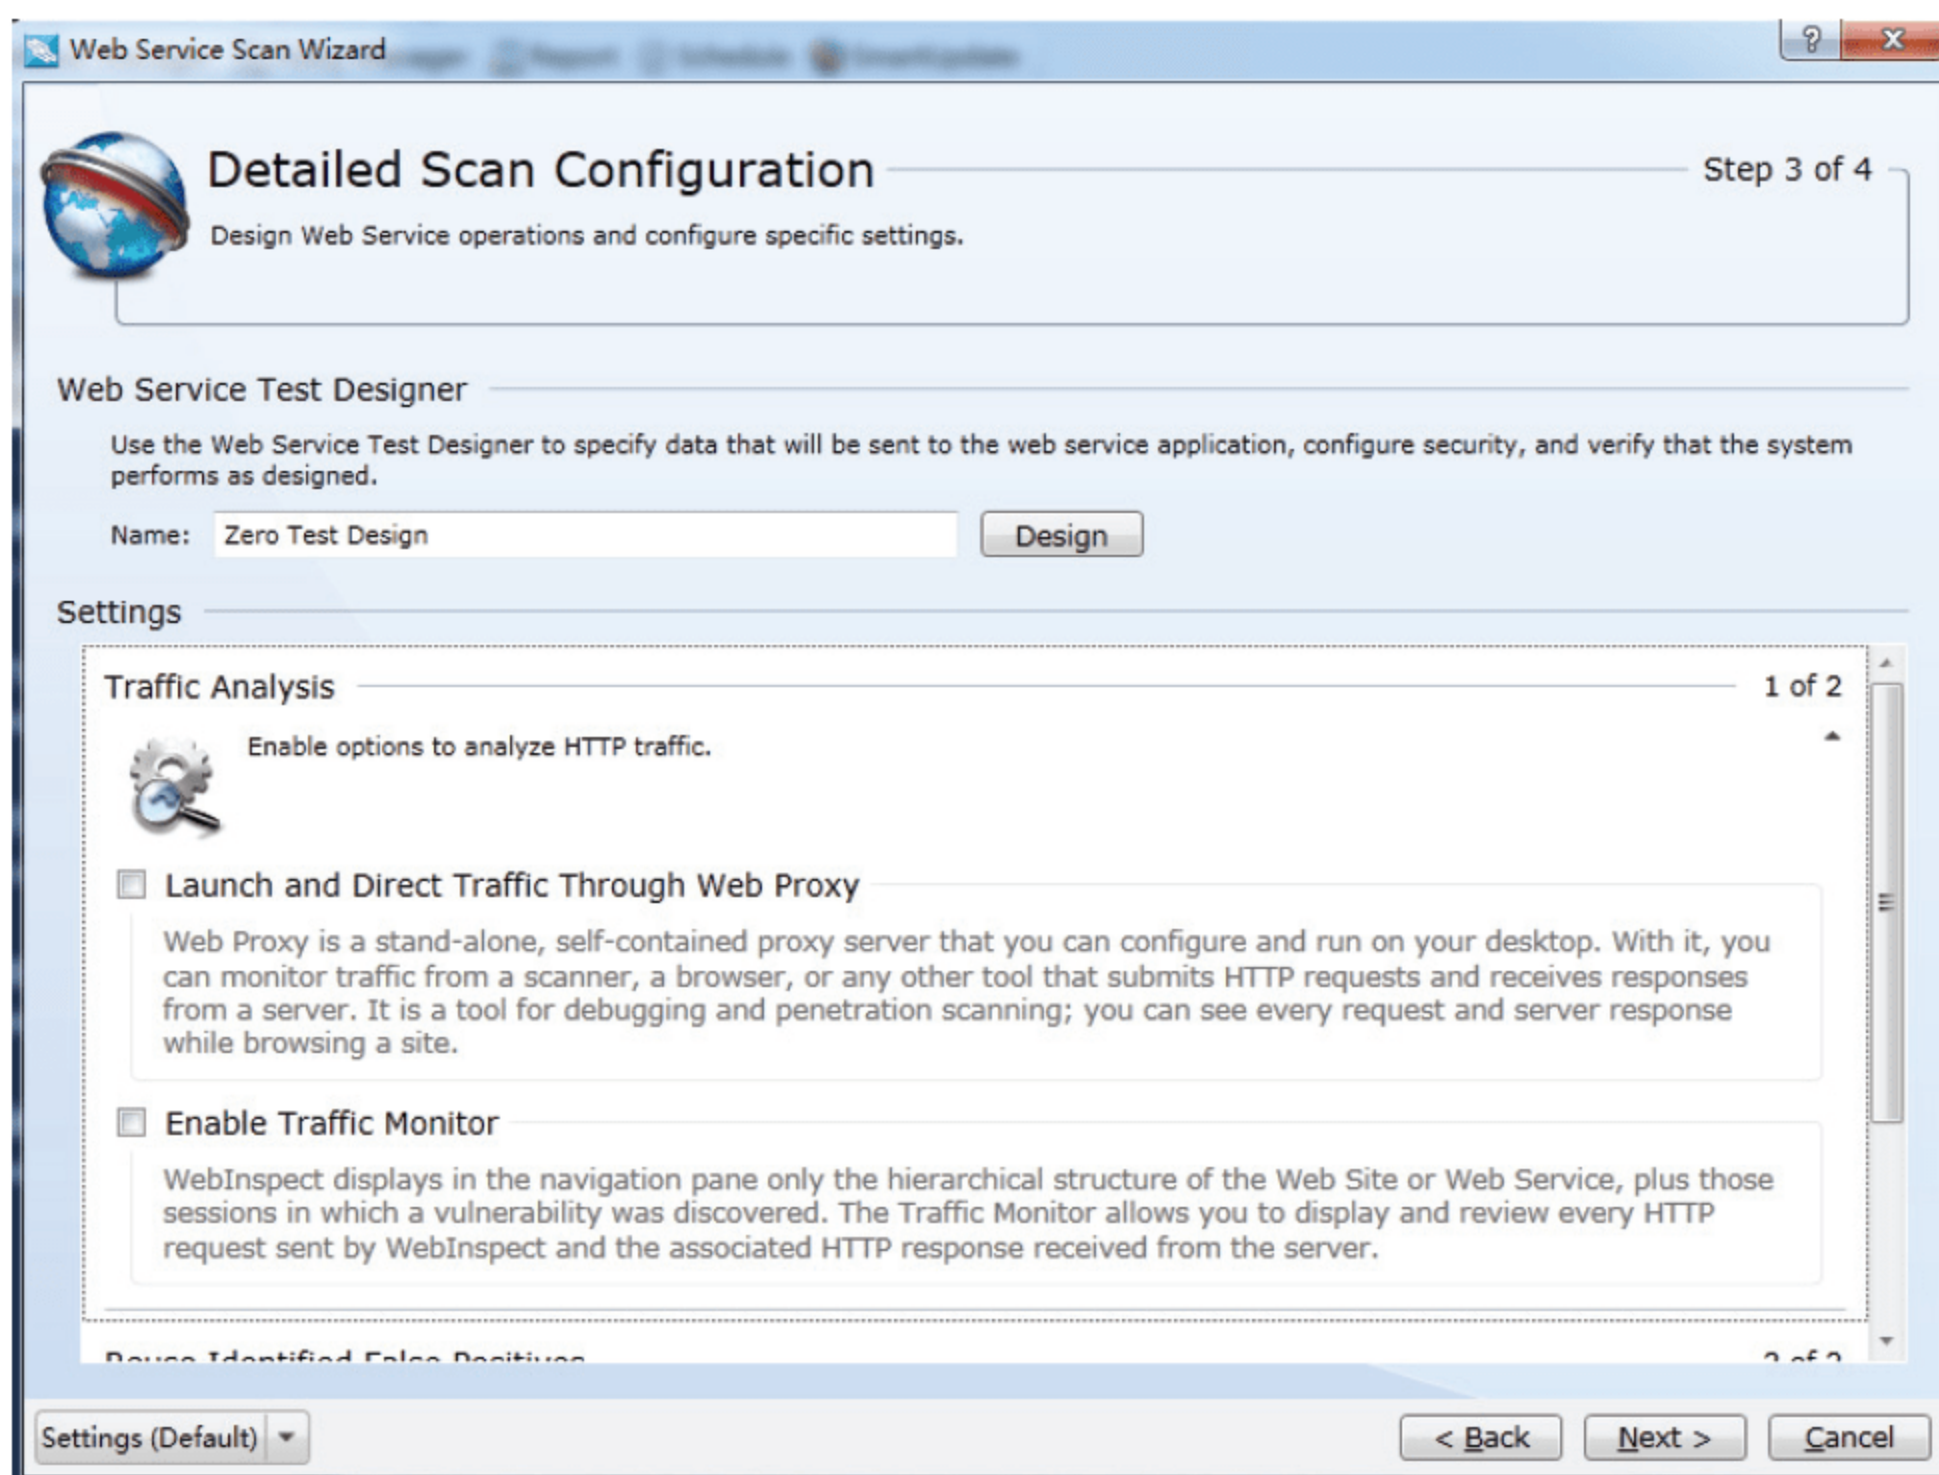 Web Service Scan Wizard
Detailed Scan Configuration
Step 3 of 4
Design Web Service operations and configure specific settings.
Web Service Test Designer
Use the Web Service Test Designer to specify data that will be sent to the web service application, configure security, and verify that the system
performs as designed.
Name: Zero Test Design Design
Settings
Traffic Analysis 1 of 2
Enable options to analyze HTTP traffic.
Launch and Direct Traffic Through Web Proxy
Web Proxy is a stand-alone, self-contained proxy server that you can configure and run on your desktop. With it, you
can monitor traffic from a scanner, a browser, or any other tool that submits HTTP requests and receives responses
from a server. It is a tool for debugging and penetration scanning; you can see every request and server response
while browsing a site.
Enable Traffic Monitor
WebInspect displays in the navigation pane only the hierarchical structure of the Web Site or Web Service, plus those
sessions in which a vulnerability was discovered. The Traffic Monitor allows you to display and review every HTTP
request sent by WebInspect and the associated HTTP response received from the server.
Reuse Identified False Positives 2 of 2
Settings (Default) < Back Next > Cancel